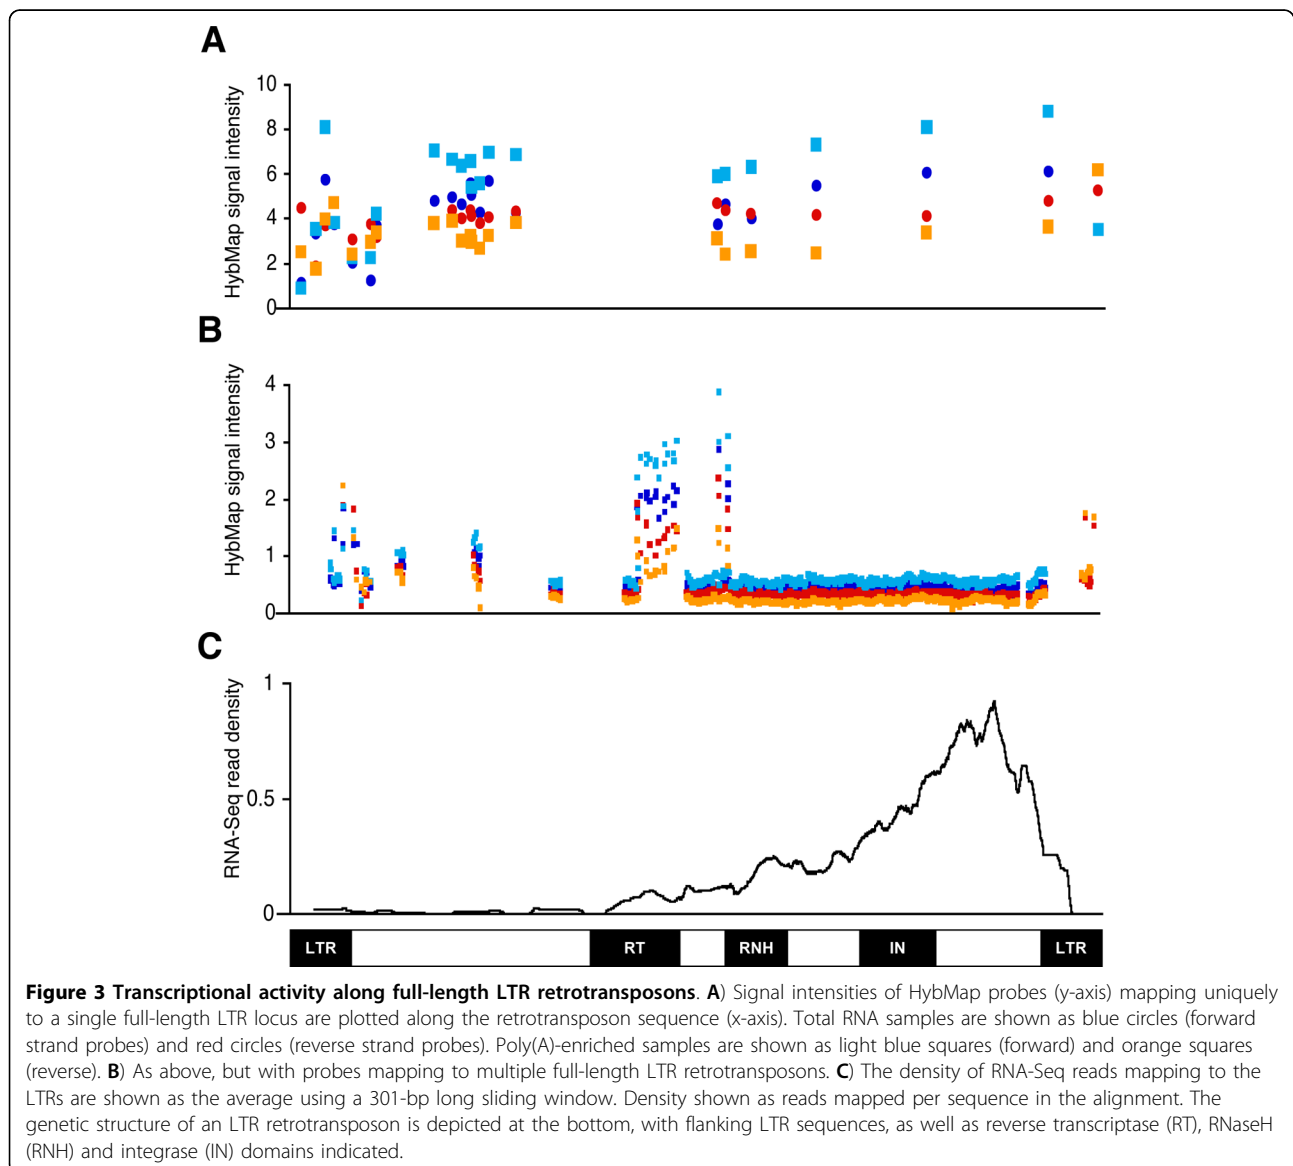 A
HybMap signal intensity
10
8
6
4
2
0
B
HybMap signal intensity
4
3
2
1
0
C
RNA-Seq read density
1
0.5
0
LTR RT RNH IN LTR
Figure 3 Transcriptional activity along full-length LTR retrotransposons. A) Signal intensities of HybMap probes (y-axis) mapping uniquely
to a single full-length LTR locus are plotted along the retrotransposon sequence (x-axis). Total RNA samples are shown as blue circles (forward
strand probes) and red circles (reverse strand probes). Poly(A)-enriched samples are shown as light blue squares (forward) and orange squares
(reverse). B) As above, but with probes mapping to multiple full-length LTR retrotransposons. C) The density of RNA-Seq reads mapping to the
LTRs are shown as the average using a 301-bp long sliding window. Density shown as reads mapped per sequence in the alignment. The
genetic structure of an LTR retrotransposon is depicted at the bottom, with flanking LTR sequences, as well as reverse transcriptase (RT), RNaseH
(RNH) and integrase (IN) domains indicated.